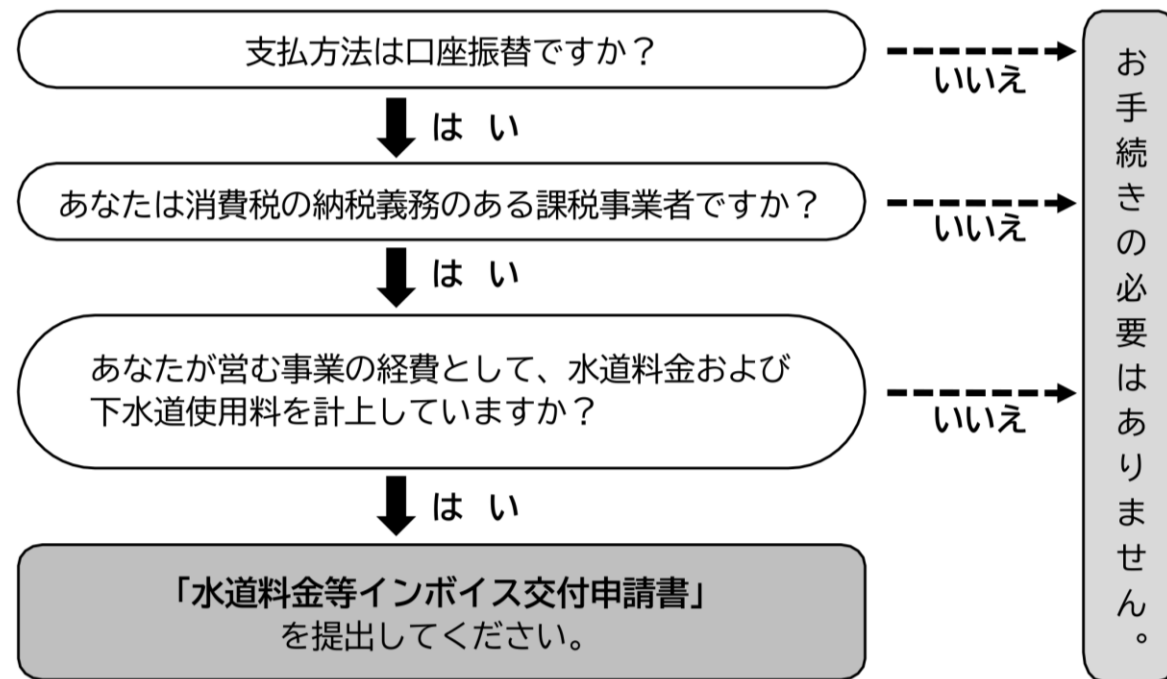 支払方法は口座振替ですか？
いいえ
はい
あなたは消費税の納税義務のある課税事業者ですか？
いいえ
はい
あなたが営む事業の経費として、水道料金および
下水道使用料を計上していますか？
いいえ
はい
「水道料金等インボイス交付申請書」
を提出してください。
お手続きの必要はありません。